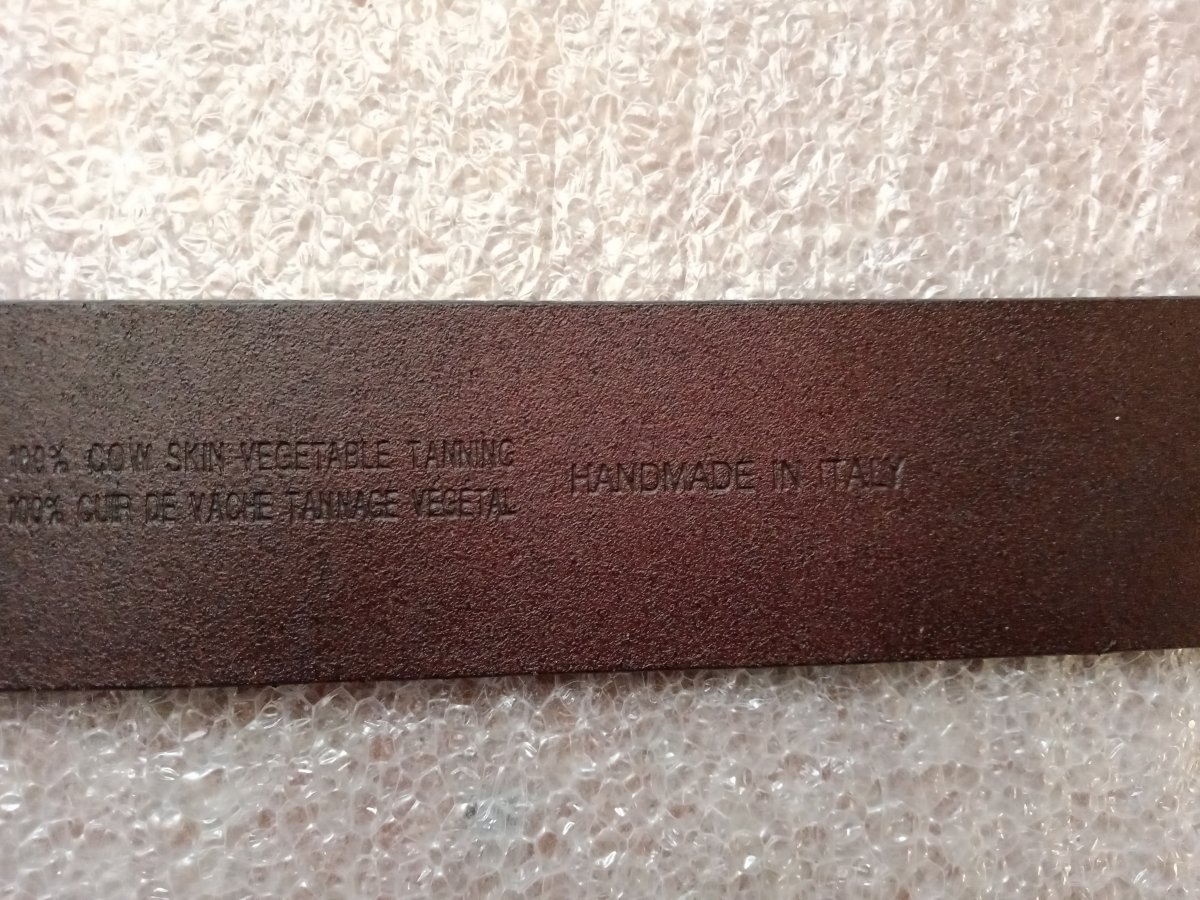 100% COW SKIN VEGETABLE TANNING
100% CUIR DE VACHE TANNAGE VÉGÉTAL
HANDMADE IN ITALY